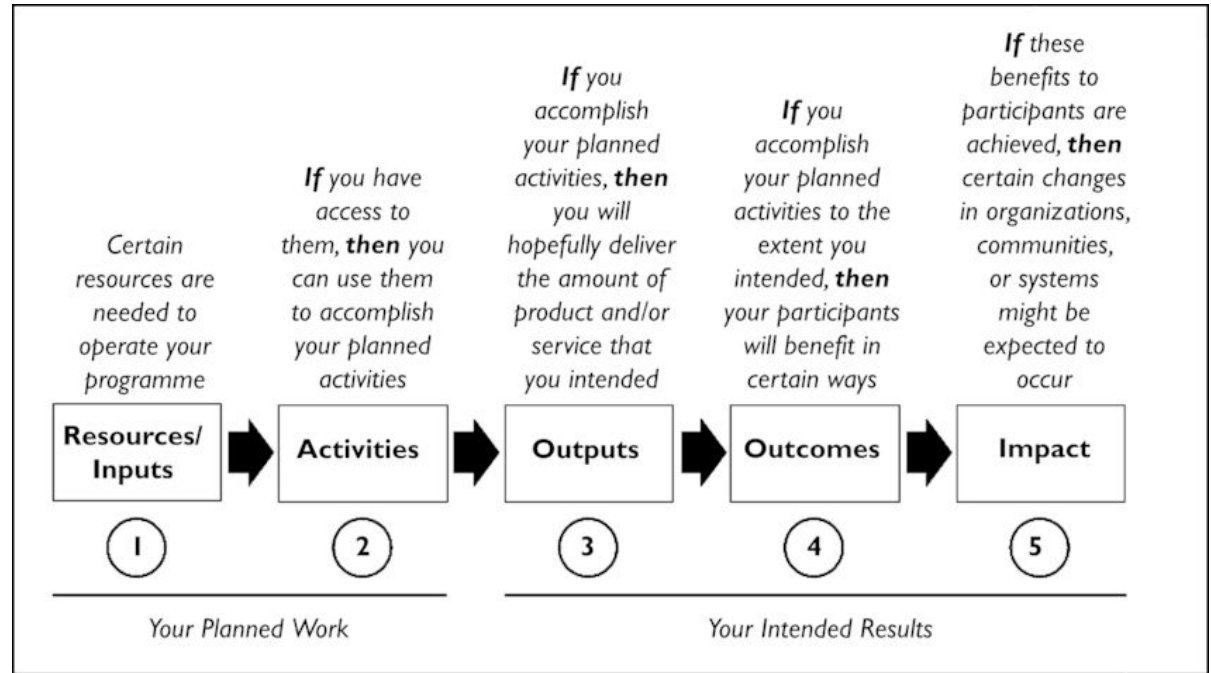 Certain
resources are
needed to
operate your
programme
If you have
access to
them, then you
can use them
to accomplish
your planned
activities
If you
accomplish
your planned
activities, then
you will
hopefully deliver
the amount of
product and/or
service that
you intended
If you
accomplish
your planned
activities to the
extent you
intended, then
your participants
will benefit in
certain ways
If these
benefits to
participants are
achieved, then
certain changes
in organizations,
communities,
or systems
might be
expected to
occur
Resources/
Inputs
Activities
Outputs
Outcomes
Impact
1
2
3
4
5
Your Planned Work
Your Intended Results